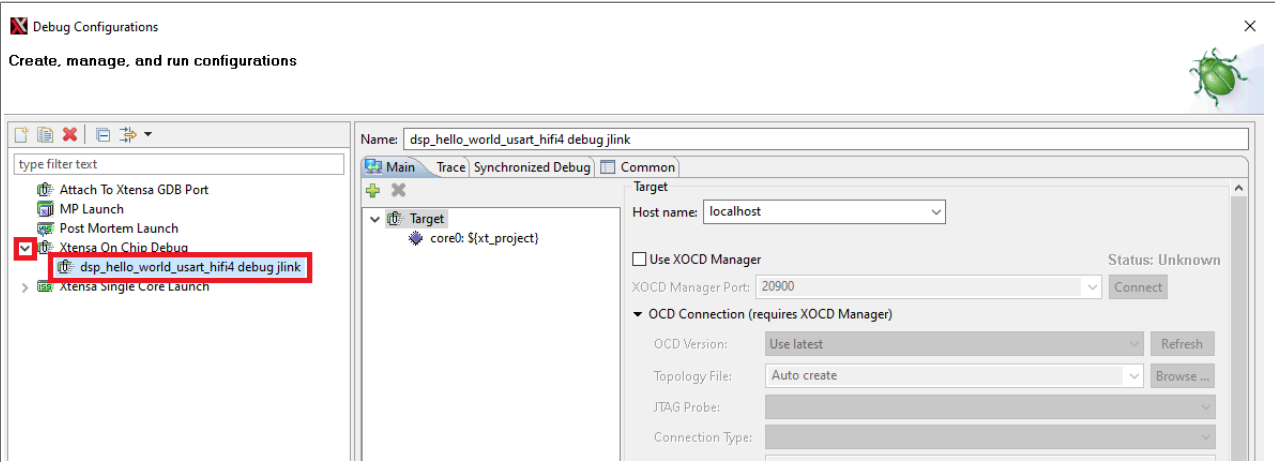 Debug Configurations
Create, manage, and run configurations
type filter text
Attach To Xtensa GDB Port
MP Launch
Post Mortem Launch
Xtensa On Chip Debug
dsp_hello_world_usart_hifi4 debug jlink
Xtensa Single Core Launch
Name: dsp_hello_world_usart_hifi4 debug jlink
Main Trace Synchronized Debug Common
Target
core0: ${xt_project}
Target
Host name: localhost
Use XOCD Manager Status: Unknown
XOCD Manager Port: 20900 Connect
OCD Connection (requires XOCD Manager)
OCD Version: Use latest Refresh
Topology File: Auto create Browse ...
JTAG Probe:
Connection Type: